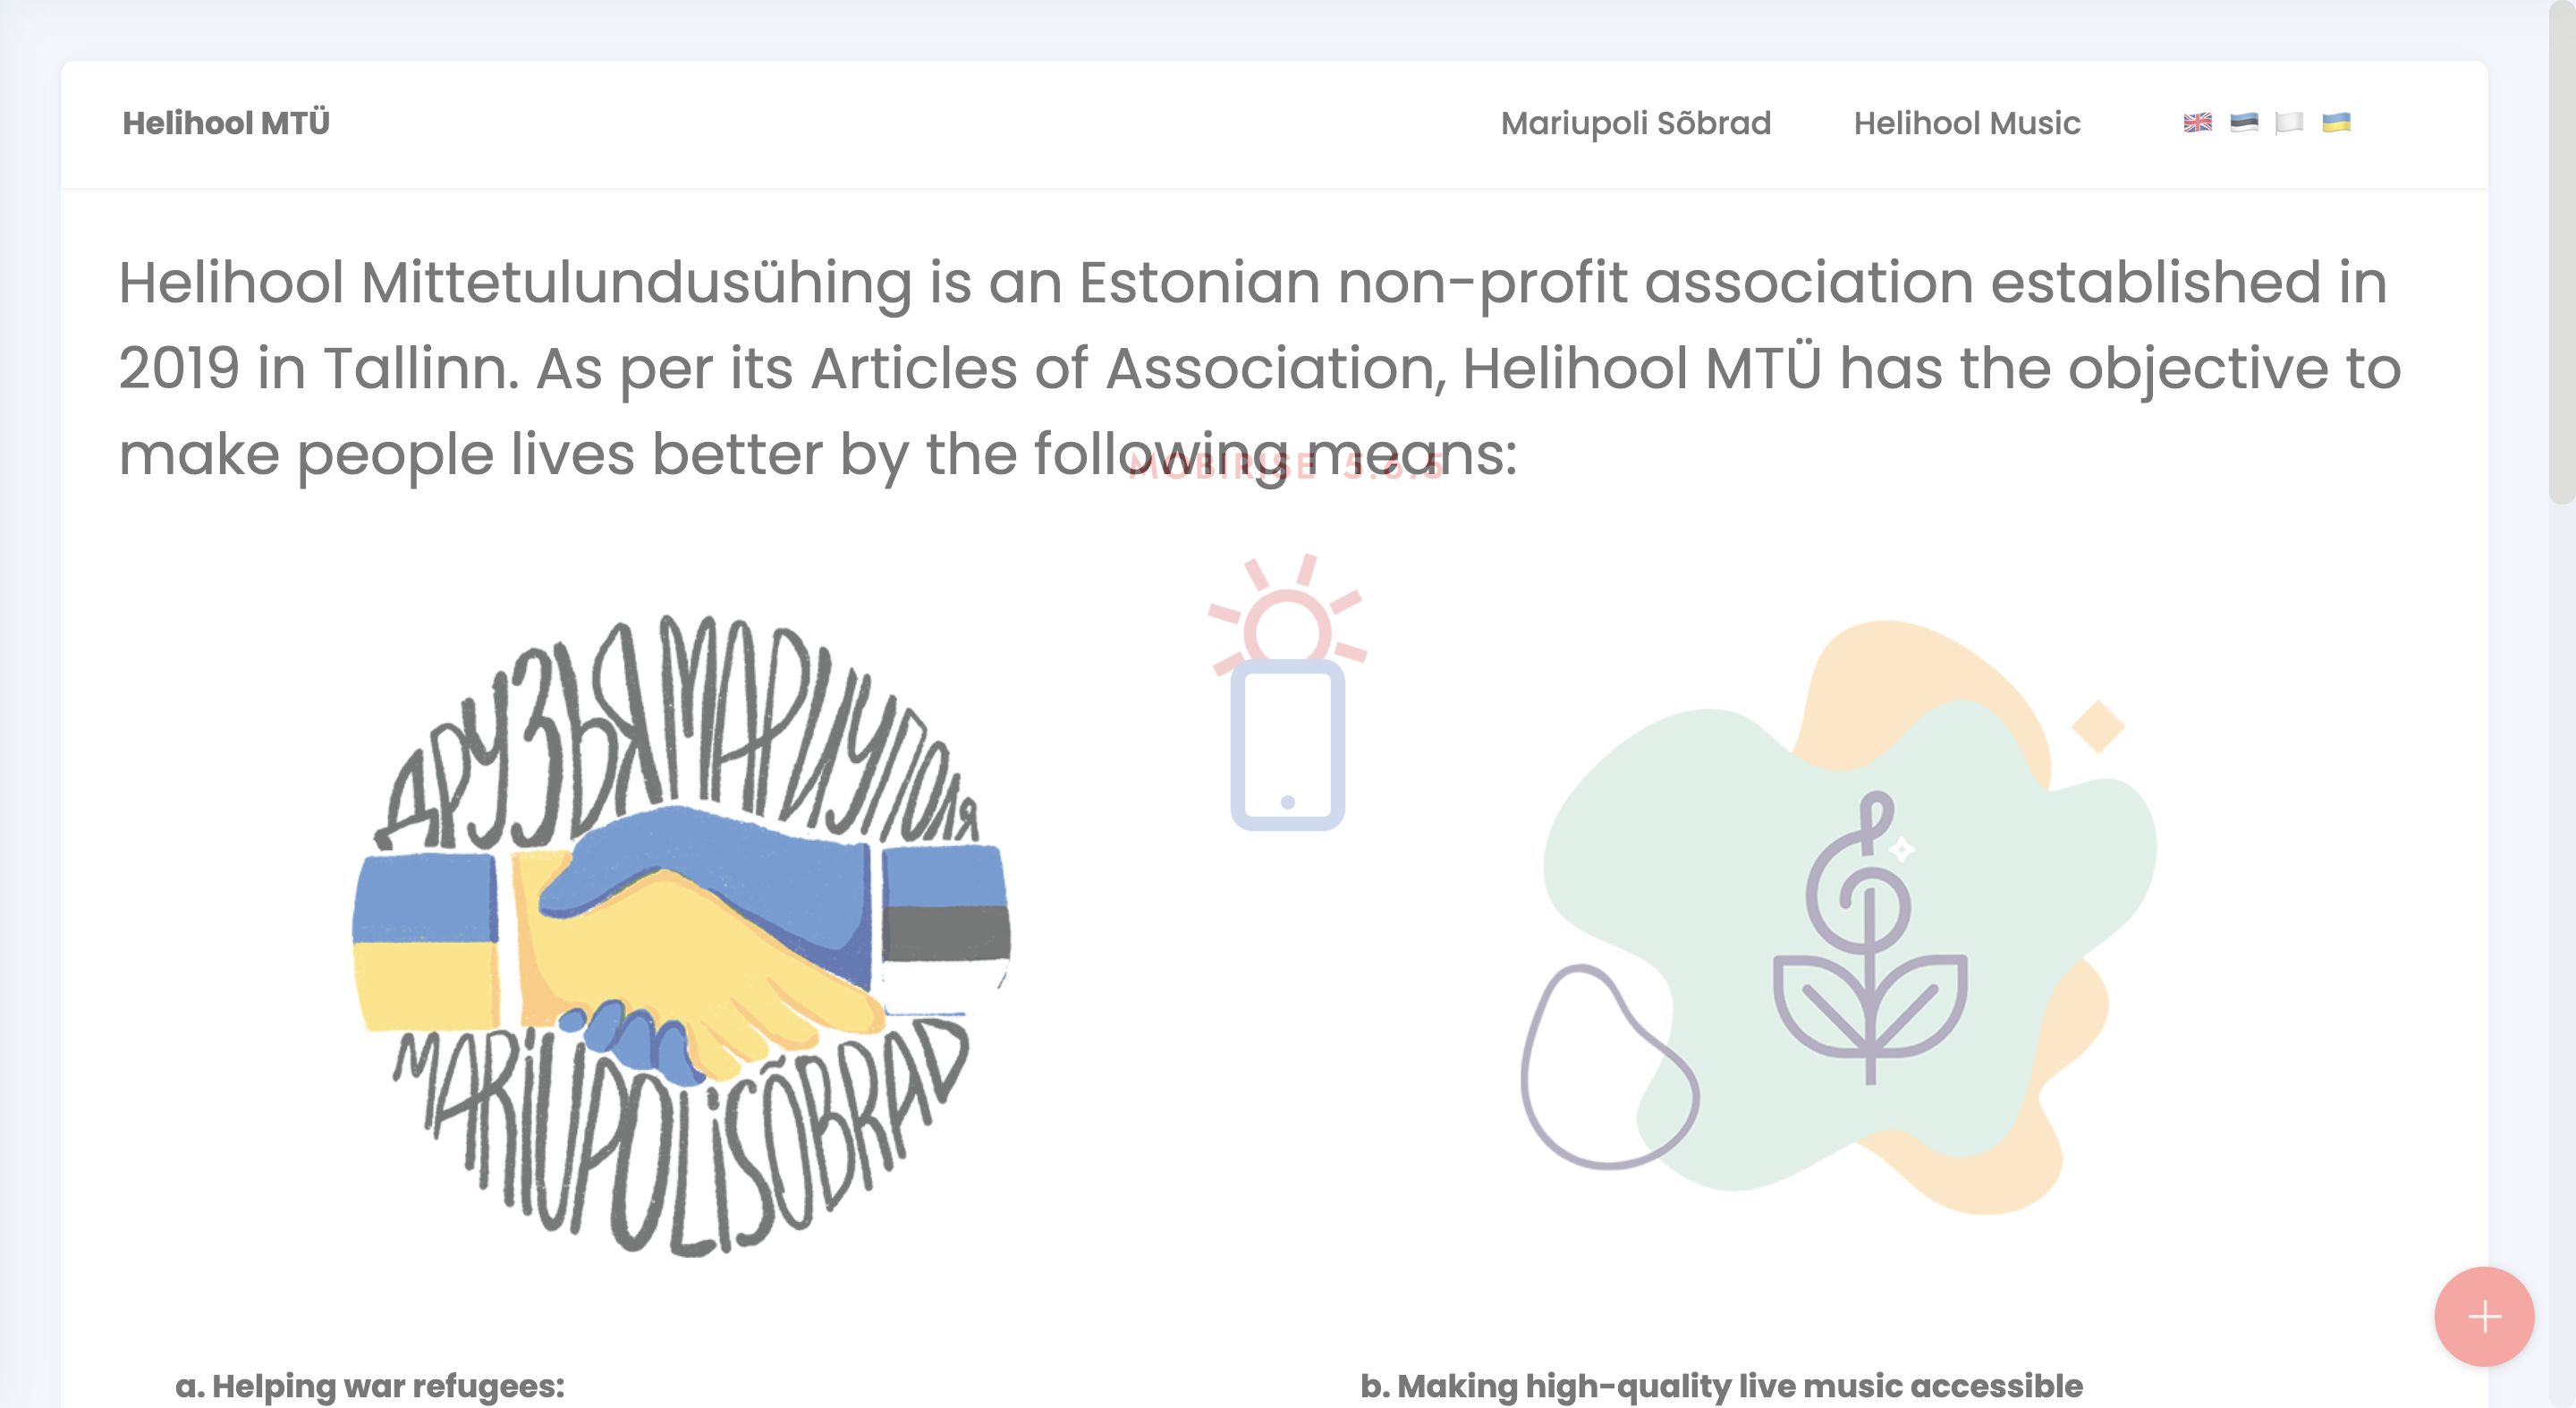 Helihool MTÜ
Mariupoli Sõbrad
Helihool Music
Helihool Mittetulundusühing is an Estonian non-profit association established in
2019 in Tallinn. As per its Articles of Association, Helihool MTÜ has the objective to
make people lives better by the following means:
MOBIRISE 5.6.5
ДРУЗЬЯ МАРИУПОЛЯ
MARiUPOLi SÕBRAD
a. Helping war refugees:
b. Making high-quality live music accessible